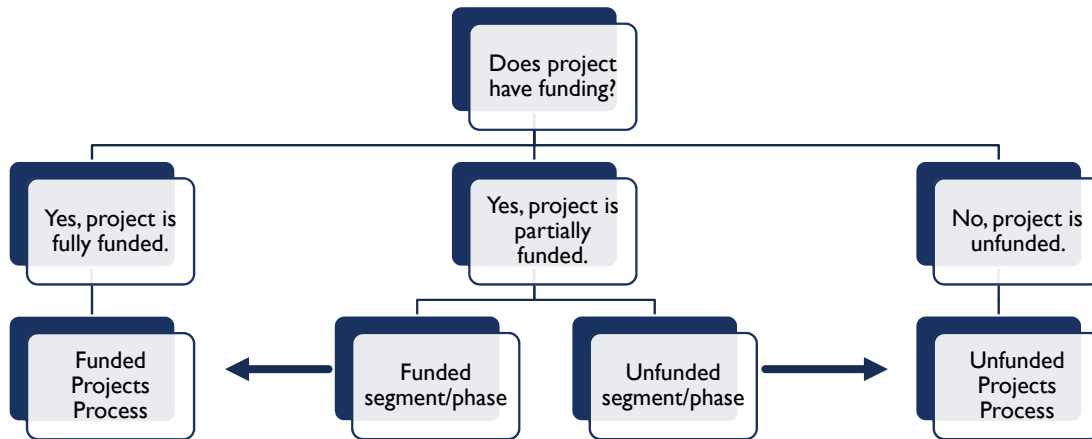 Does project
have funding?
Yes, project is
fully funded.
Yes, project is
partially
funded.
No, project is
unfunded.
Funded
Projects
Process
Funded
segment/phase
Unfunded
segment/phase
Unfunded
Projects
Process